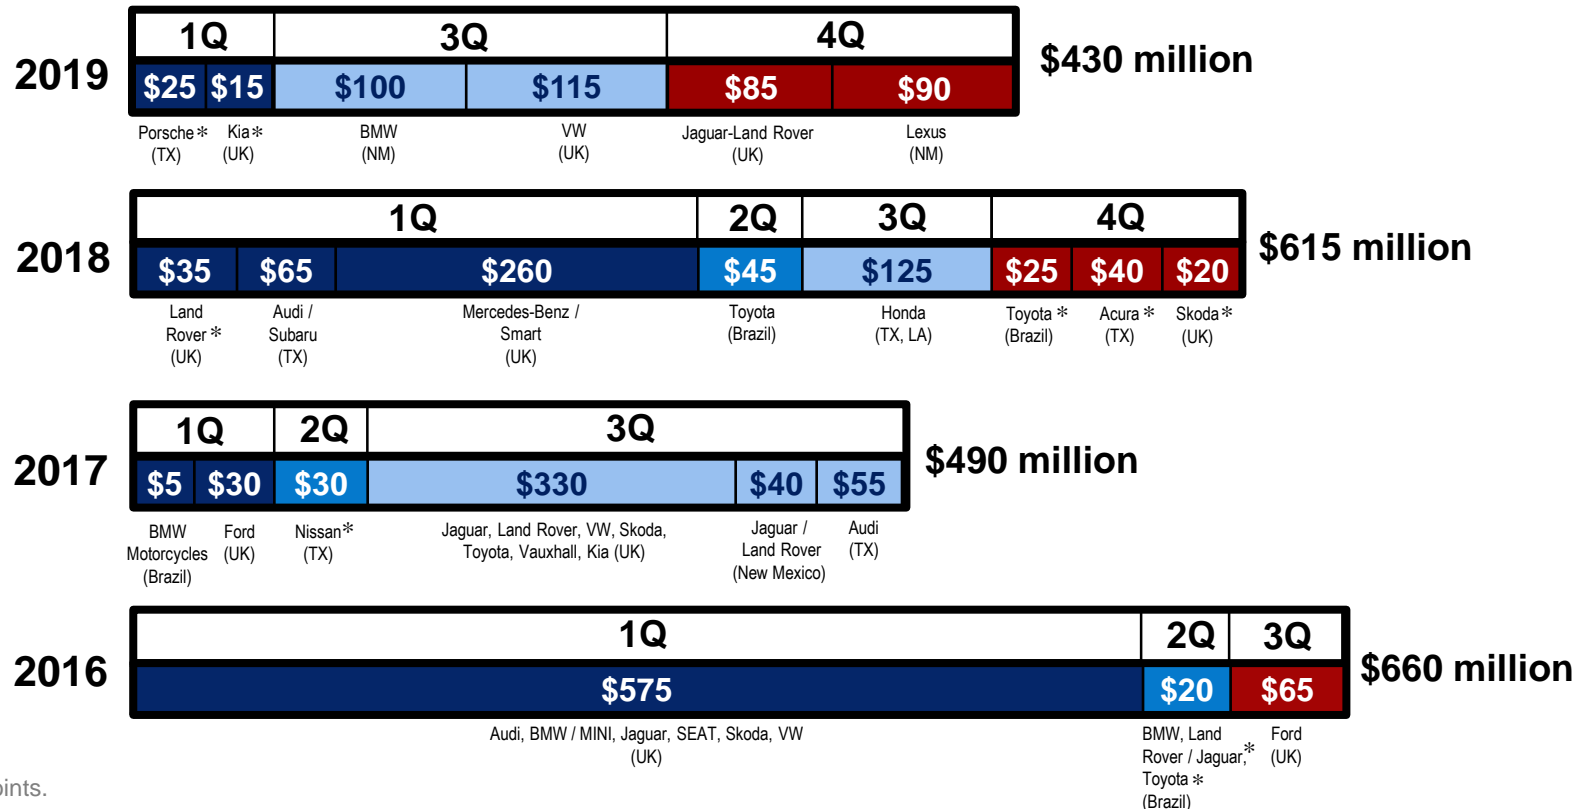 1Q 3Q 4Q
2019 $430 million
$25 $15 $100 $115 $85 $90
Porsche* Kia* BMW VW Jaguar-Land Rover Lexus
(TX) (UK) (NM) (UK) (UK) (NM)
1Q 2Q 3Q 4Q
2018 $615 million
$35 $65 $260 $45 $125 $25 $40 $20
Land Audi / Mercedes-Benz / Toyota Honda Toyota* Acura* Skoda*
Rover* Subaru Smart (Brazil) (TX, LA) (Brazil) (TX) (UK)
(UK) (TX) (UK)
1Q 2Q 3Q
2017 $490 million
$5 $30 $30 $330 $40 $55
BMW Ford Nissan* Jaguar, Land Rover, VW, Skoda, Jaguar / Audi
Motorcycles (UK) (TX) Toyota, Vauxhall, Kia (UK) Land Rover (TX)
(Brazil) (New Mexico)
1Q 2Q 3Q
2016 $660 million
$575 $20 $65
Audi, BMW / MINI, Jaguar, SEAT, Skoda, VW BMW, Land Ford
(UK) Rover / Jaguar,* (UK)
Toyota*
(Brazil)